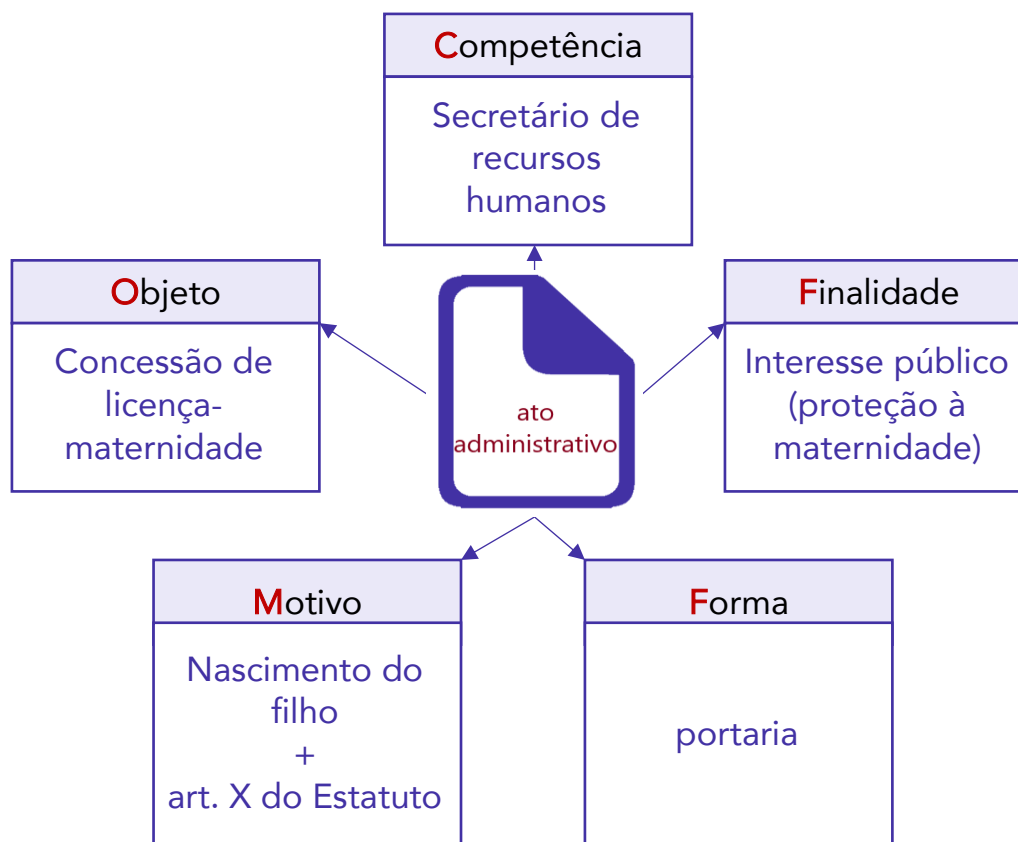 Competência
Secretário de
recursos
humanos
Objeto
Concessão de
licença-
maternidade
ato
administrativo
Finalidade
Interesse público
(proteção à
maternidade)
Motivo
Nascimento do
filho
+
art. X do Estatuto
Forma
portaria